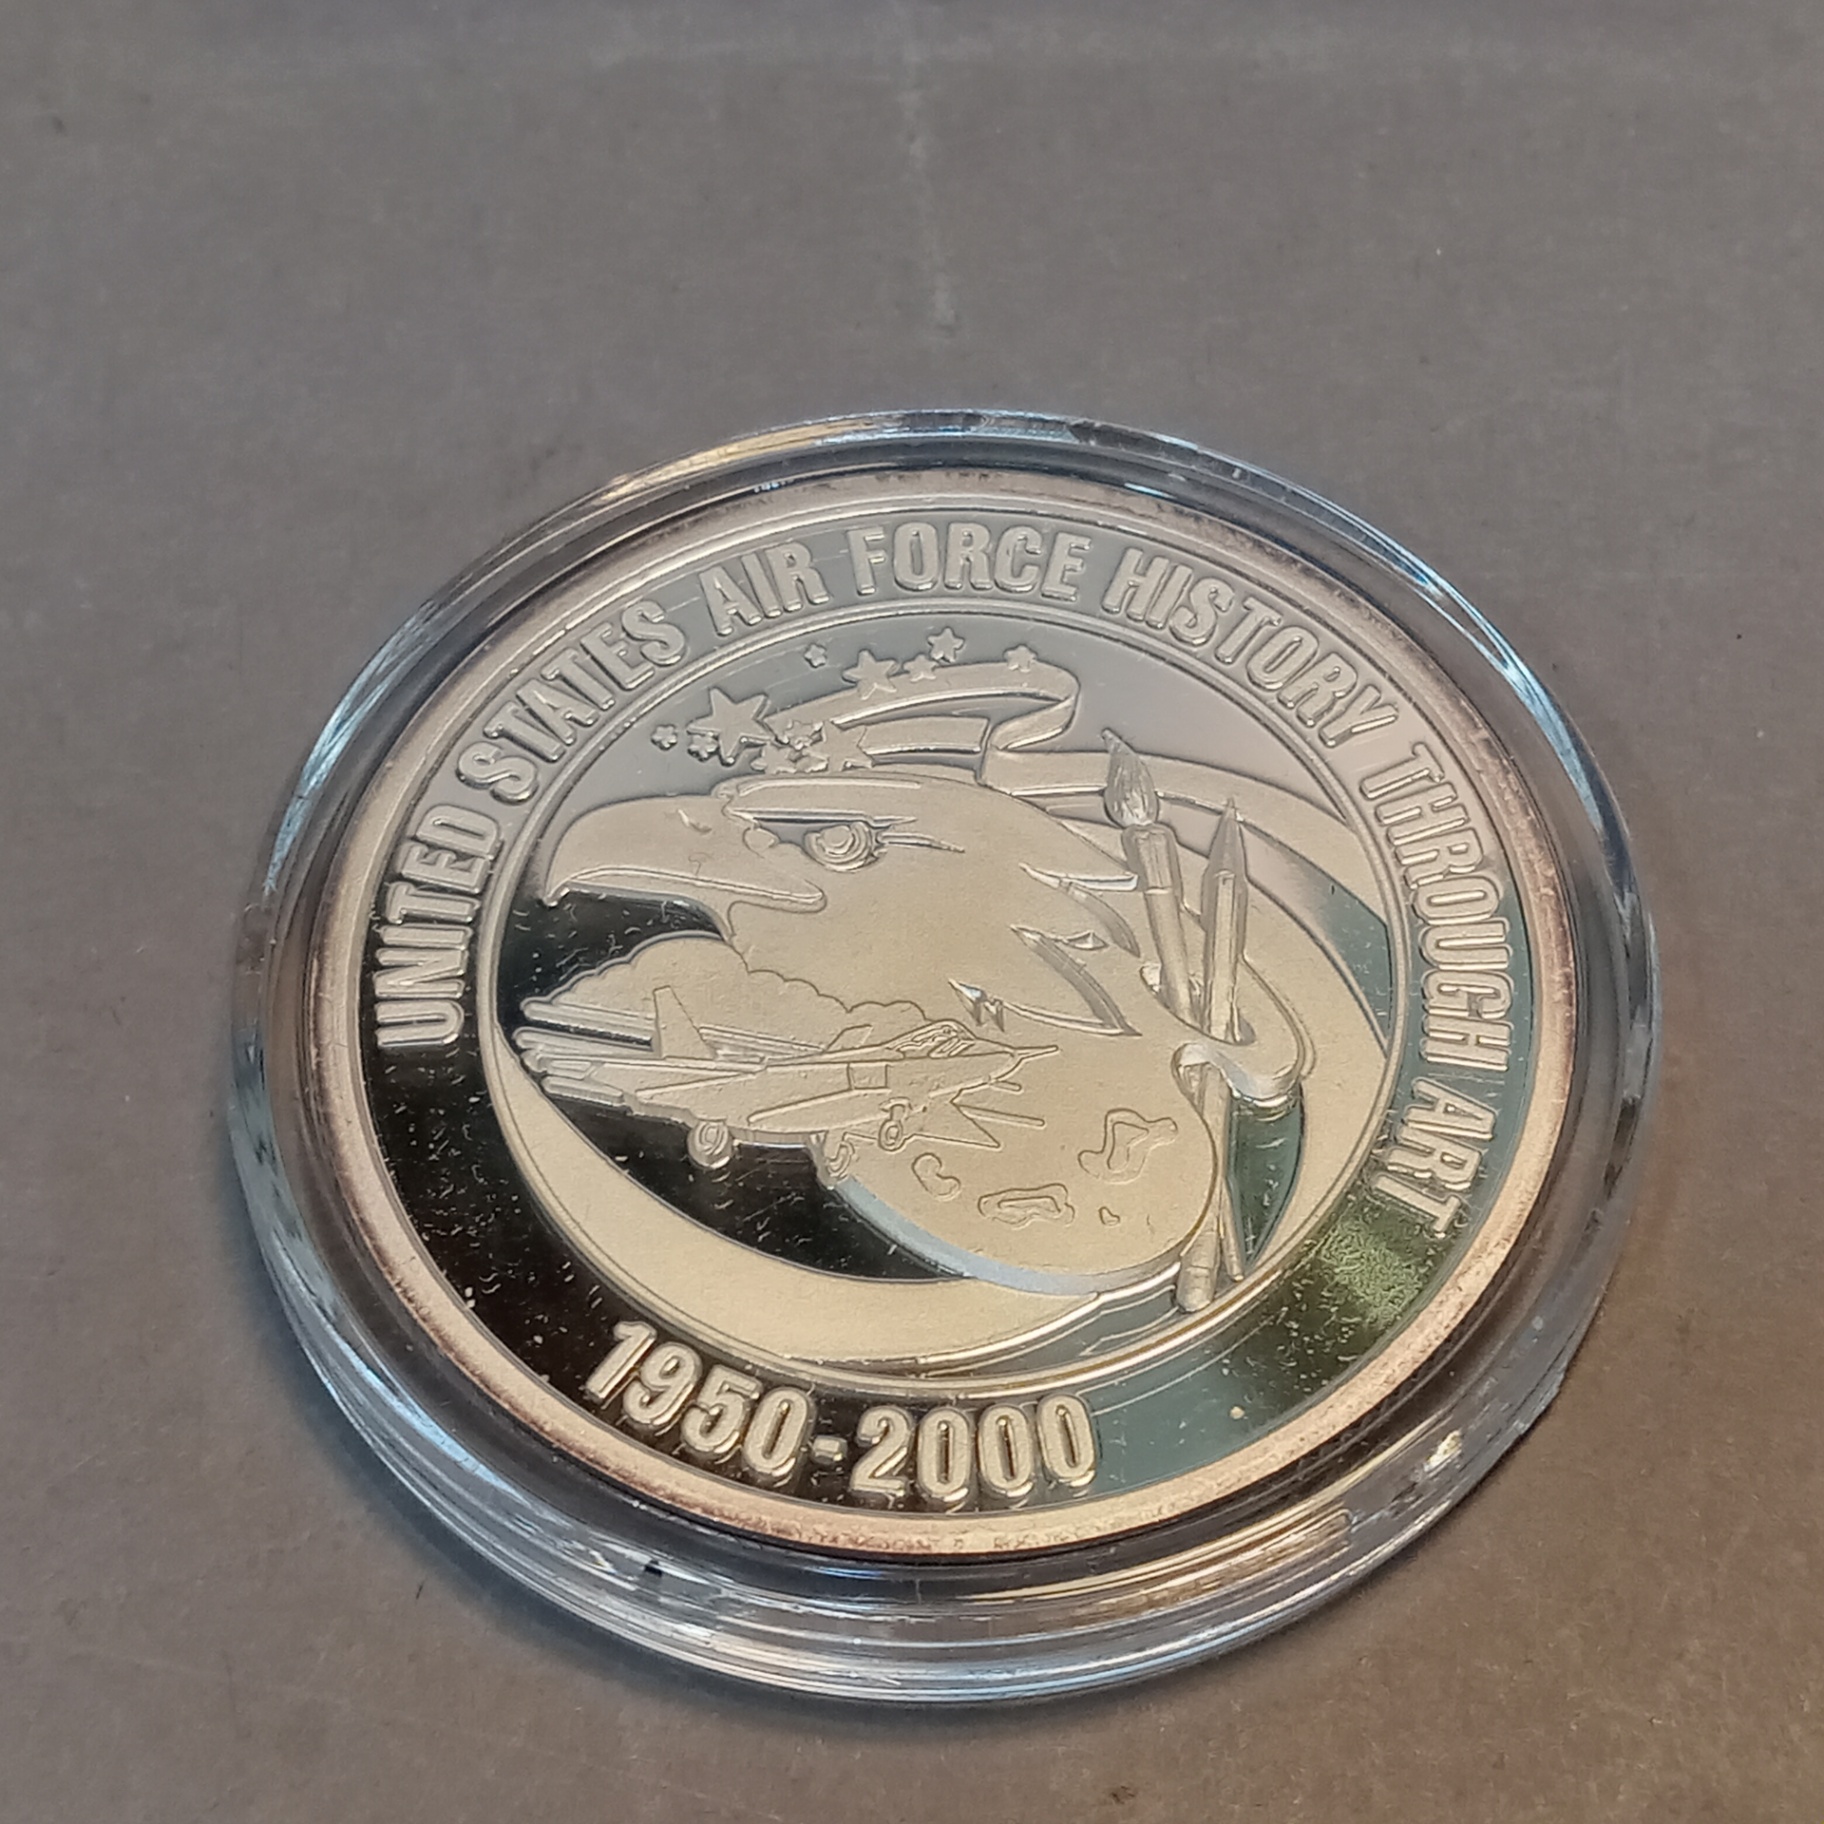 UNITED STATES AIR FORCE HISTORY THROUGH ART
1950-2000